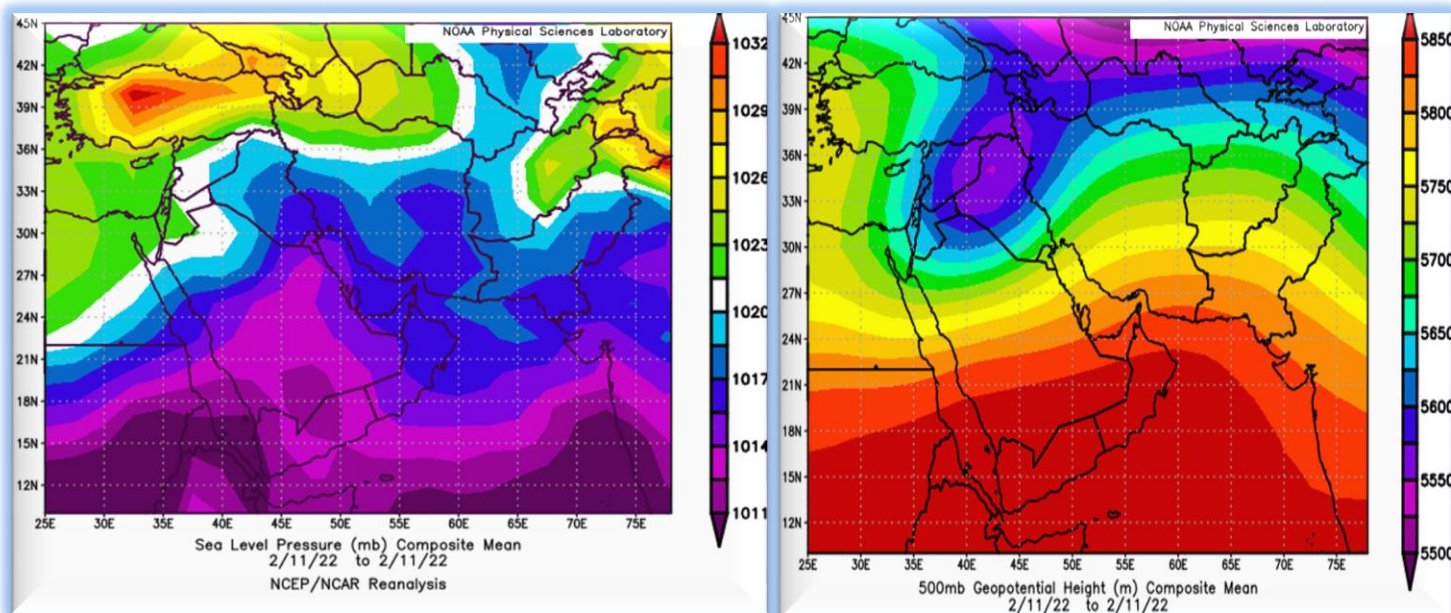 NOAA Physical Sciences Laboratory
45N
42N
39N
36N
33N
30N
27N
24N
21N
18N
15N
12N
25E 30E 35E 40E 45E 50E 55E 60E 65E 70E 75E
1032
1029
1026
1023
1020
1017
1014
1011
Sea Level Pressure (mb) Composite Mean
2/11/22 to 2/11/22
NCEP/NCAR Reanalysis
NOAA Physical Sciences Laboratory
45N
42N
39N
36N
33N
30N
27N
24N
21N
18N
15N
12N
25E 30E 35E 40E 45E 50E 55E 60E 65E 70E 75E
5850
5800
5750
5700
5650
5600
5550
5500
500mb Geopotential Height (m) Composite Mean
2/11/22 to 2/11/22